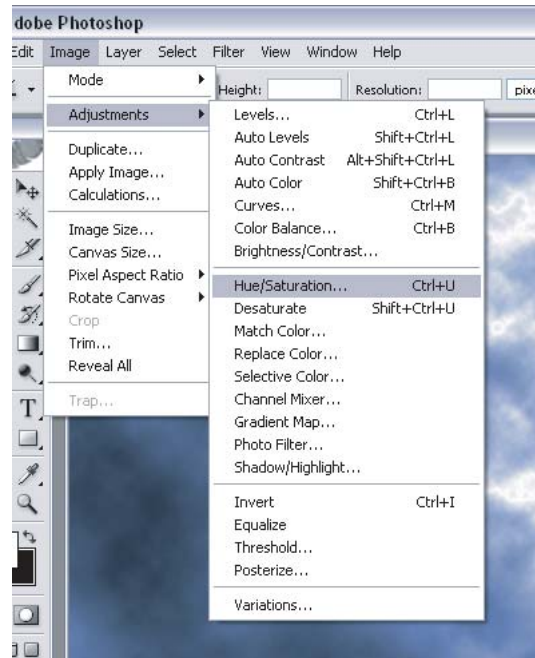 dobe Photoshop
Edit Image Layer Select Filter View Window Help
Height: Resolution: pixe
Mode
Adjustments
Duplicate...
Apply Image...
Calculations...
Image Size...
Canvas Size...
Pixel Aspect Ratio
Rotate Canvas
Crop
Trim...
Reveal All
Trap...
Levels... Ctrl+L
Auto Levels Shift+Ctrl+L
Auto Contrast Alt+Shift+Ctrl+L
Auto Color Shift+Ctrl+B
Curves... Ctrl+M
Color Balance... Ctrl+B
Brightness/Contrast...
Hue/Saturation... Ctrl+U
Desaturate Shift+Ctrl+U
Match Color...
Replace Color...
Selective Color...
Channel Mixer...
Gradient Map...
Photo Filter...
Shadow/Highlight...
Invert Ctrl+I
Equalize
Threshold...
Posterize...
Variations...
T